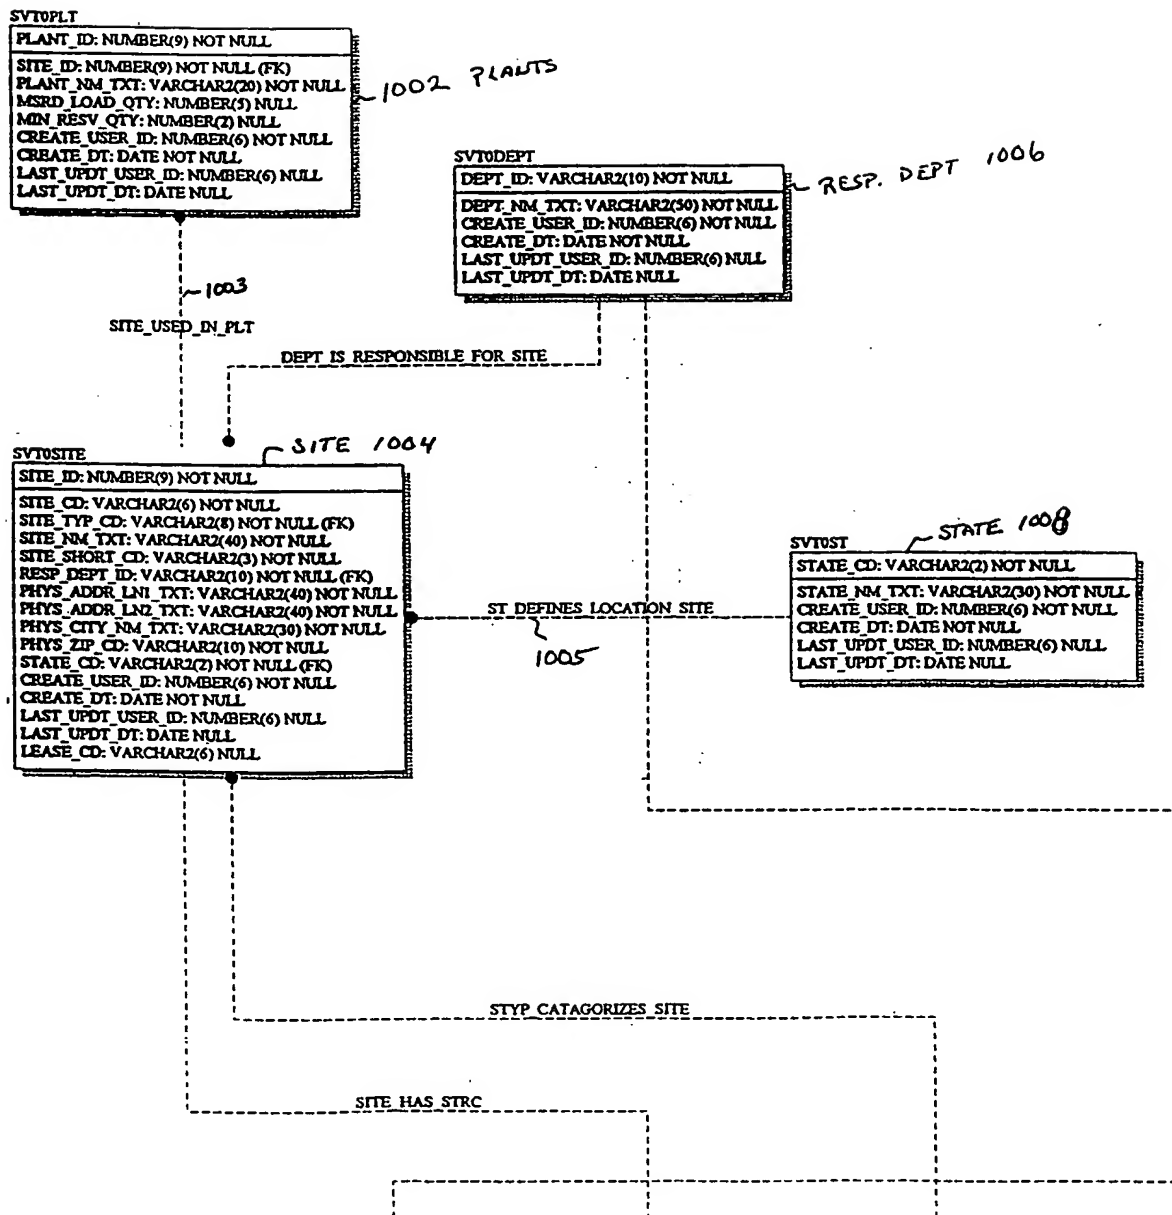 SVT0PLT
PLANT_ID: NUMBER(9) NOT NULL
SITE_ID: NUMBER(9) NOT NULL (FK)
PLANT_NM_TXT: VARCHAR2(20) NOT NULL
MSRD_LOAD_QTY: NUMBER(5) NULL
MIN_RESV_QTY: NUMBER(2) NULL
CREATE_USER_ID: NUMBER(6) NOT NULL
CREATE_DT: DATE NOT NULL
LAST_UPDT_USER_ID: NUMBER(6) NULL
LAST_UPDT_DT: DATE NULL
1002 PLANTS
SVT0DEPT
DEPT_ID: VARCHAR2(10) NOT NULL
DEPT_NM_TXT: VARCHAR2(50) NOT NULL
CREATE_USER_ID: NUMBER(6) NOT NULL
CREATE_DT: DATE NOT NULL
LAST_UPDT_USER_ID: NUMBER(6) NULL
LAST_UPDT_DT: DATE NULL
RESP. DEPT 1006
1003
SITE_USED_IN_PLT
DEPT IS RESPONSIBLE FOR SITE
SITE 1004
SVT0SITE
SITE_ID: NUMBER(9) NOT NULL
SITE_CD: VARCHAR2(6) NOT NULL
SITE_TYP_CD: VARCHAR2(8) NOT NULL (FK)
SITE_NM_TXT: VARCHAR2(40) NOT NULL
SITE_SHORT_CD: VARCHAR2(3) NOT NULL
RESP_DEPT_ID: VARCHAR2(10) NOT NULL (FK)
PHYS_ADDR_LN1_TXT: VARCHAR2(40) NOT NULL
PHYS_ADDR_LN2_TXT: VARCHAR2(40) NOT NULL
PHYS_CITY_NM_TXT: VARCHAR2(30) NOT NULL
PHYS_ZIP_CD: VARCHAR2(10) NOT NULL
STATE_CD: VARCHAR2(2) NOT NULL (FK)
CREATE_USER_ID: NUMBER(6) NOT NULL
CREATE_DT: DATE NOT NULL
LAST_UPDT_USER_ID: NUMBER(6) NULL
LAST_UPDT_DT: DATE NULL
LEASE_CD: VARCHAR2(6) NULL
ST_DEFINES_LOCATION_SITE
1005
STATE 1008
SVT0ST
STATE_CD: VARCHAR2(2) NOT NULL
STATE_NM_TXT: VARCHAR2(30) NOT NULL
CREATE_USER_ID: NUMBER(6) NOT NULL
CREATE_DT: DATE NOT NULL
LAST_UPDT_USER_ID: NUMBER(6) NULL
LAST_UPDT_DT: DATE NULL
STYP_CATAGORIZES_SITE
SITE_HAS_STRC